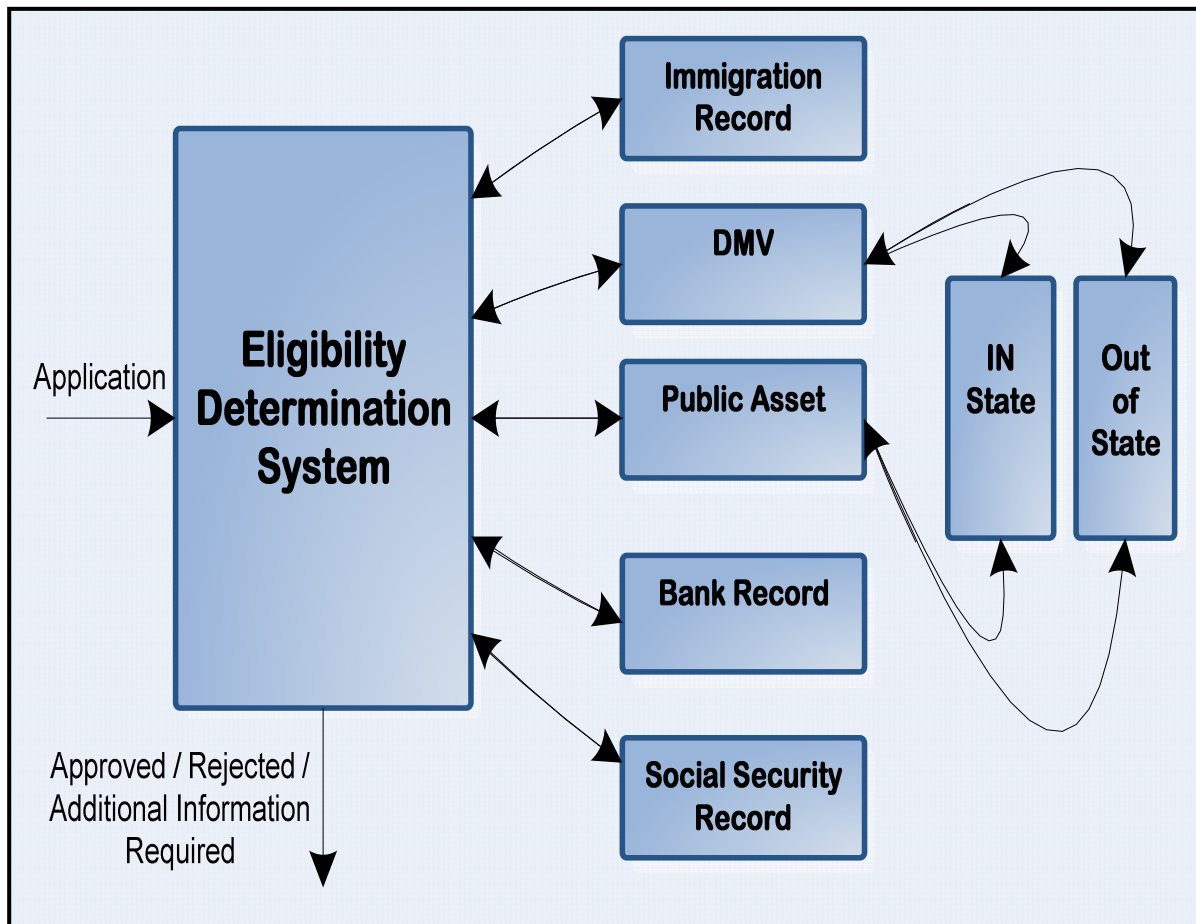 Application
Eligibility
Determination
System
Approved / Rejected /
Additional Information
Required
Immigration
Record
DMV
Public Asset
Bank Record
Social Security
Record
IN
State
Out
of
State